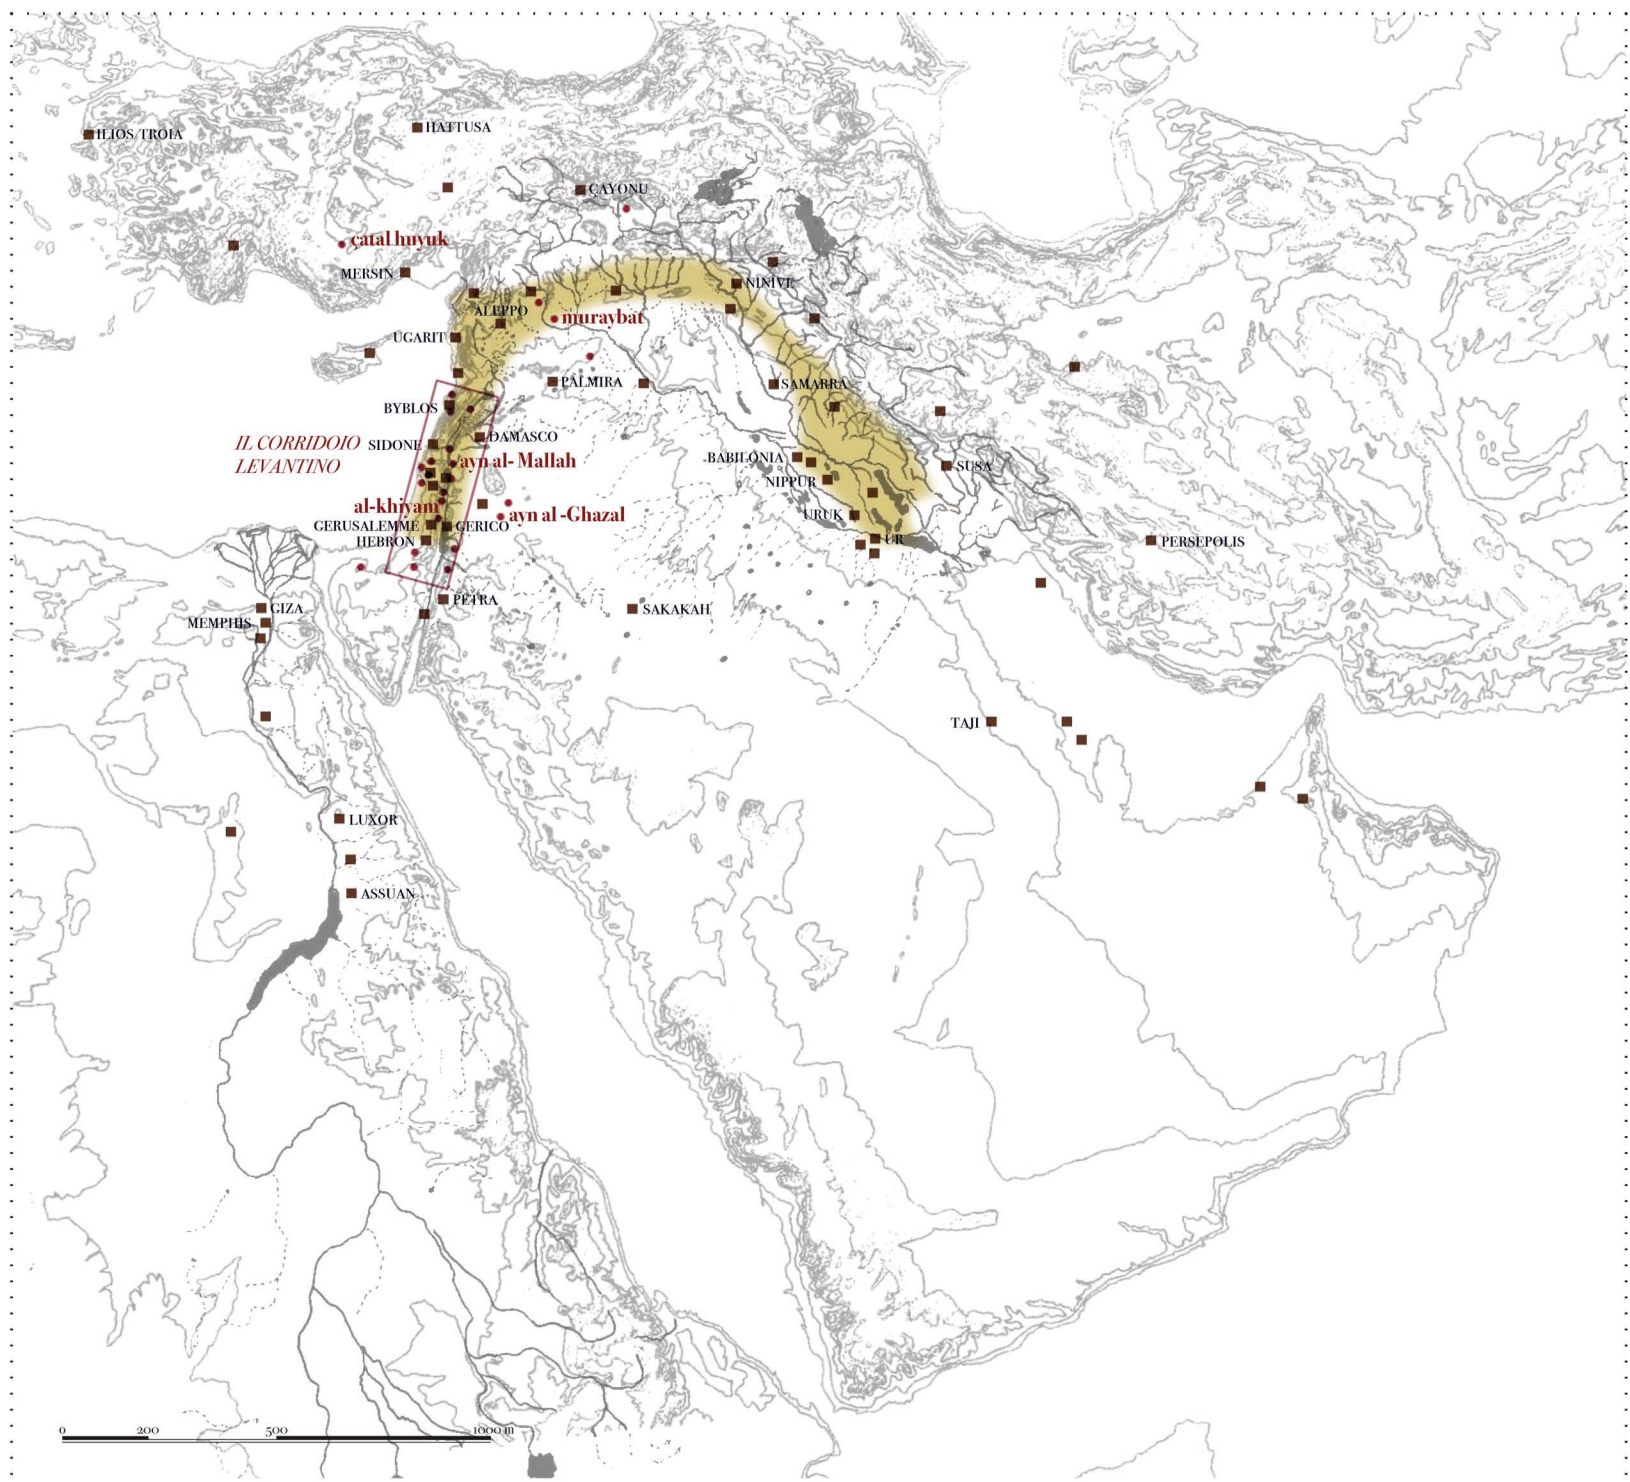 ILIOS/TROIA
HATTUSA
ÇAYONU
çatal huyuk
MERSIN
NINIVE
ALEPPO
muraybat
UGARIT
PALMIRA
SAMARRA
BYBLOS
IL CORRIDOIO
LEVANTINO
SIDONE
DAMASCO
ayn al- Mallah
BABILONIA
SUSA
NIPPUR
al-khiyam
ayn al -Ghazal
URUK
GERUSALEMME
GERICO
HEBRON
UR
PERSEPOLIS
PETRA
GIZA
SAKAKAH
MEMPHIS
TAJI
LUXOR
ASSUAN
0 200 500 1000 m